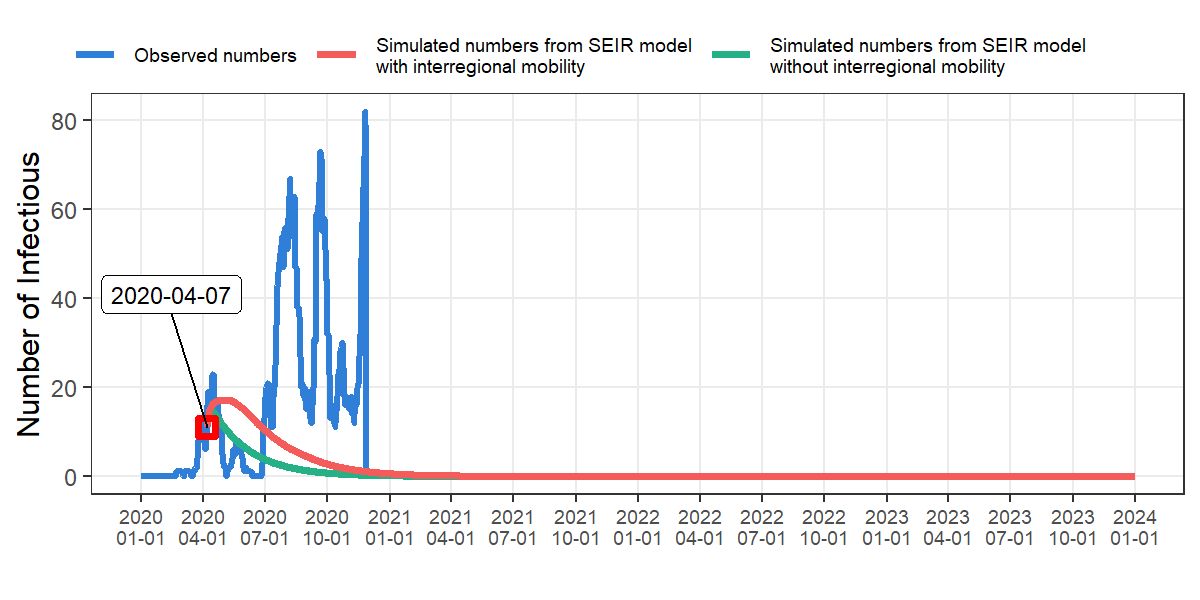 Observed numbers
Simulated numbers from SEIR model
with interregional mobility
Simulated numbers from SEIR model
without interregional mobility
Number of Infectious
80
60
40
20
0
2020-04-07
2020 2020 2020 2020 2021 2021 2021 2021 2022 2022 2022 2022 2023 2023 2023 2023 2024
01-01 04-01 07-01 10-01 01-01 04-01 07-01 10-01 01-01 04-01 07-01 10-01 01-01 04-01 07-01 10-01 01-01